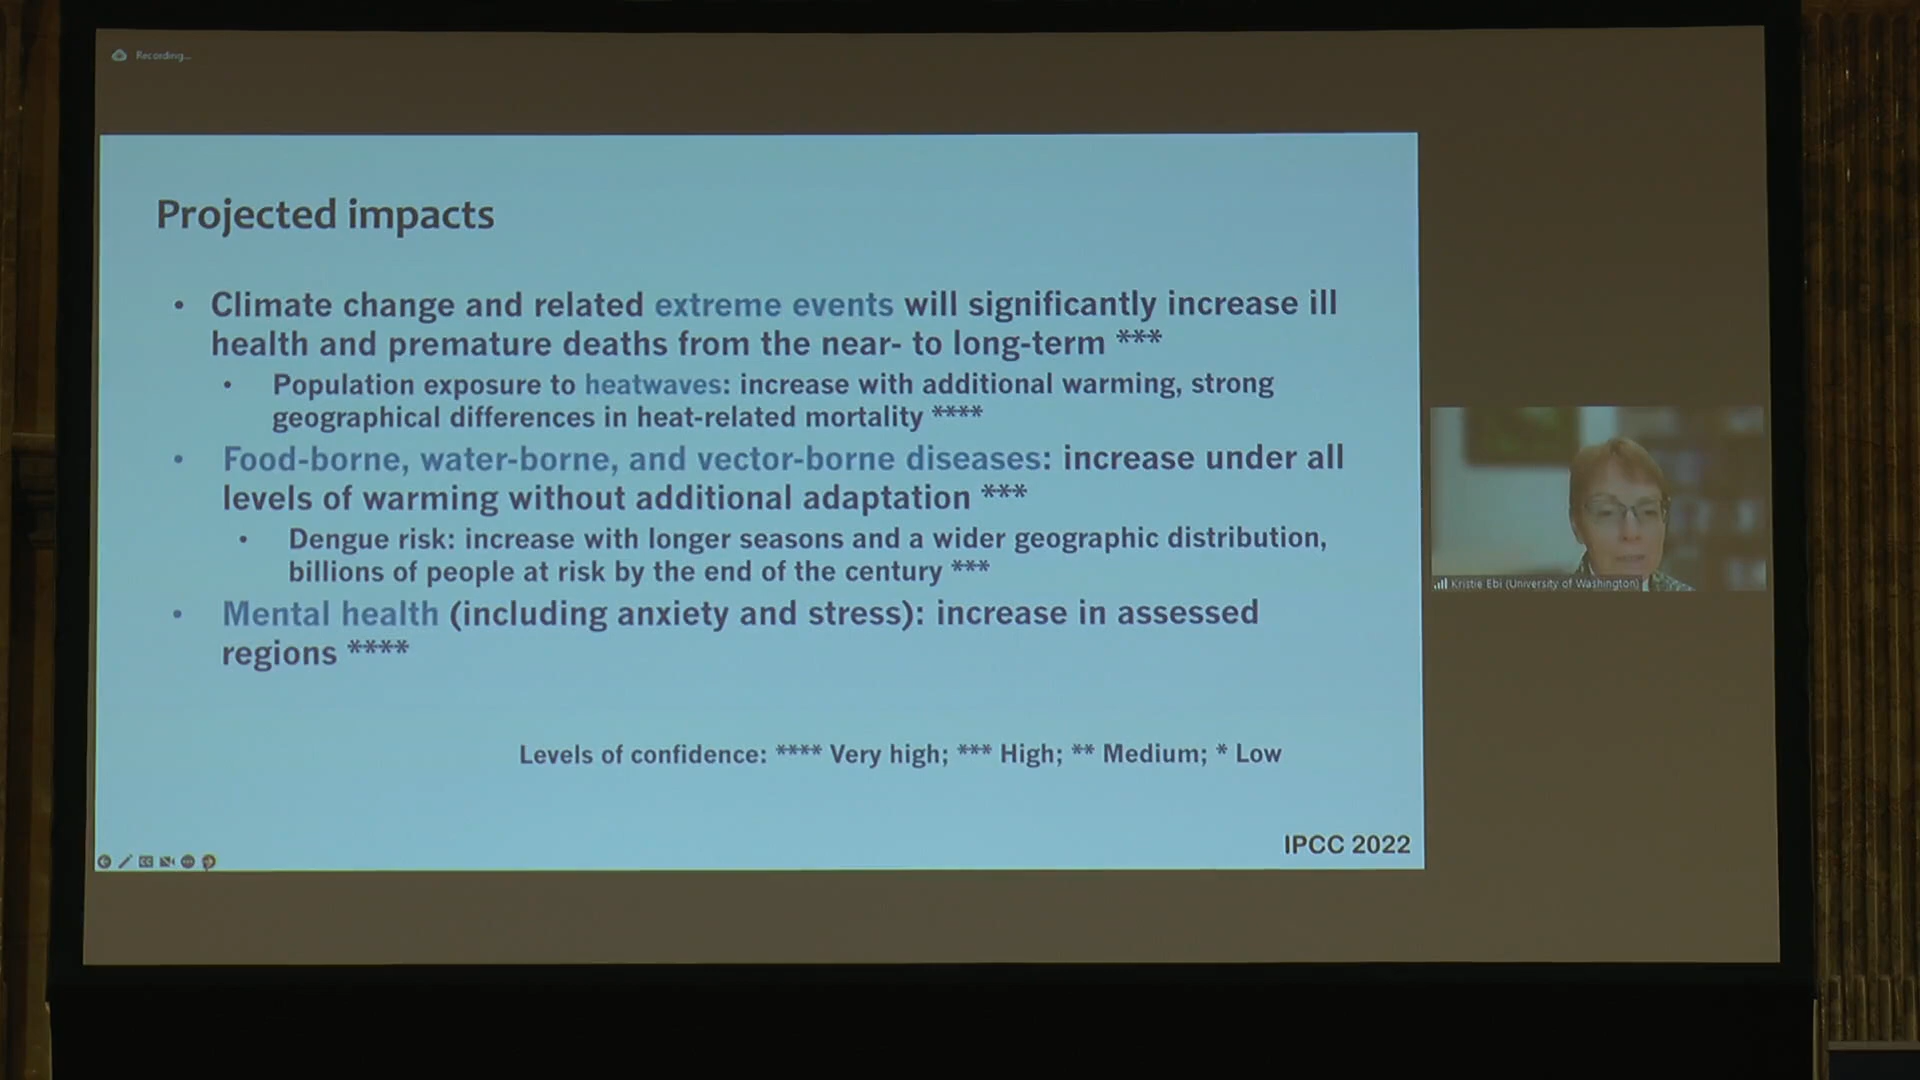 Recording...
Projected impacts
• Climate change and related extreme events will significantly increase ill
health and premature deaths from the near- to long-term ***
• Population exposure to heatwaves: increase with additional warming, strong
geographical differences in heat-related mortality ****
• Food-borne, water-borne, and vector-borne diseases: increase under all
levels of warming without additional adaptation ***
• Dengue risk: increase with longer seasons and a wider geographic distribution,
billions of people at risk by the end of the century ***
• Mental health (including anxiety and stress): increase in assessed
regions ****
Kristie Ebi (University of Washington)
Levels of confidence: **** Very high; *** High; ** Medium; * Low
IPCC 2022